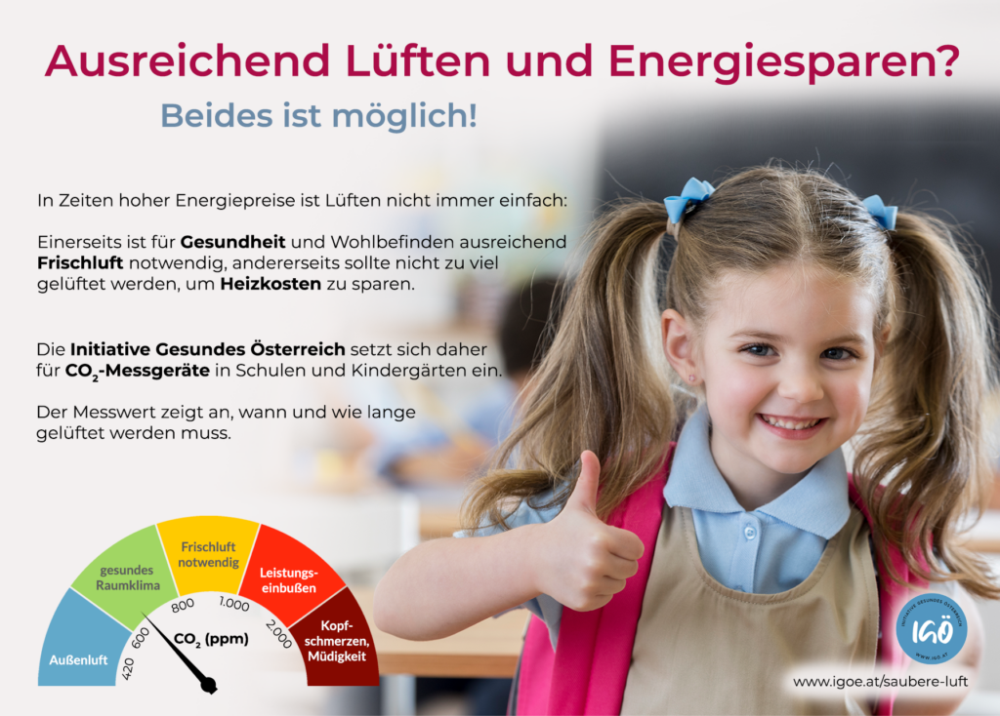 Ausreichend Lüften und Energiesparen?
Beides ist möglich!
In Zeiten hoher Energiepreise ist Lüften nicht immer einfach:
Einerseits ist für Gesundheit und Wohlbefinden ausreichend
Frischluft notwendig, andererseits sollte nicht zu viel
gelüftet werden, um Heizkosten zu sparen.
Die Initiative Gesundes Österreich setzt sich daher
für CO₂-Messgeräte in Schulen und Kindergärten ein.
Der Messwert zeigt an, wann und wie lange
gelüftet werden muss.
Außenluft
gesundes
Raumklima
Frischluft
notwendig
Leistungs-
einbußen
Kopf-
schmerzen,
Müdigkeit
420
600
800
1.000
2.000
CO₂ (ppm)
INITIATIVE GESUNDES ÖSTERREICH
IGÖ
www.igö.at
www.igoe.at/saubere-luft